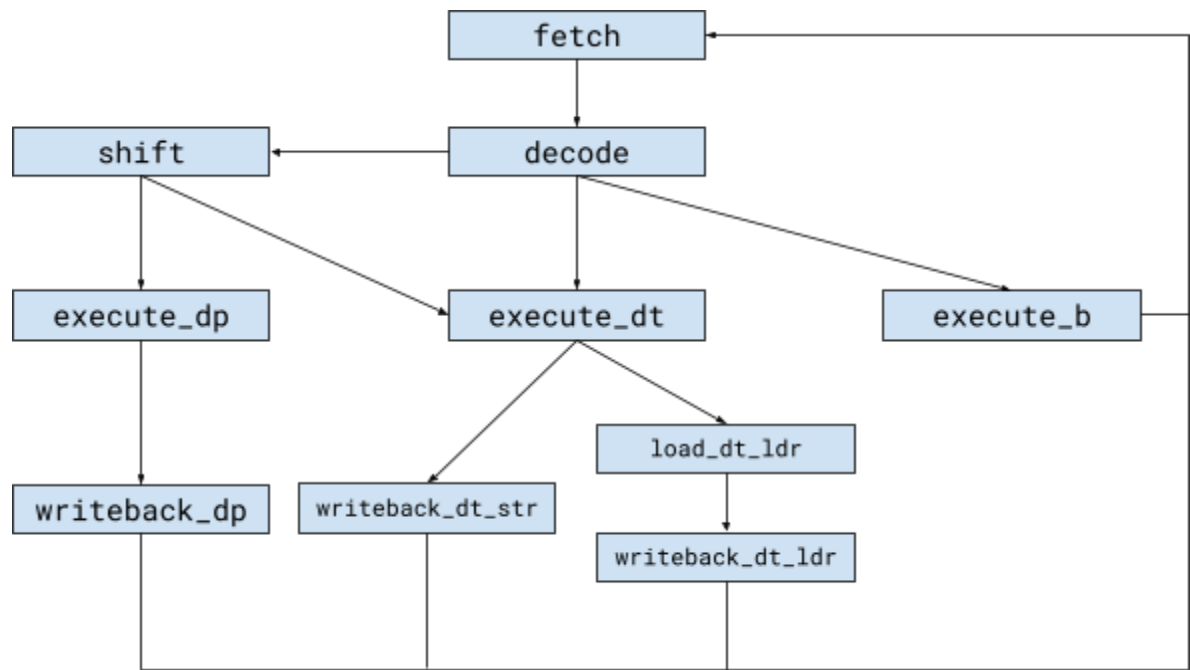 fetch
shift
decode
execute_dp
execute_dt
execute_b
load_dt_ldr
writeback_dp
writeback_dt_str
writeback_dt_ldr